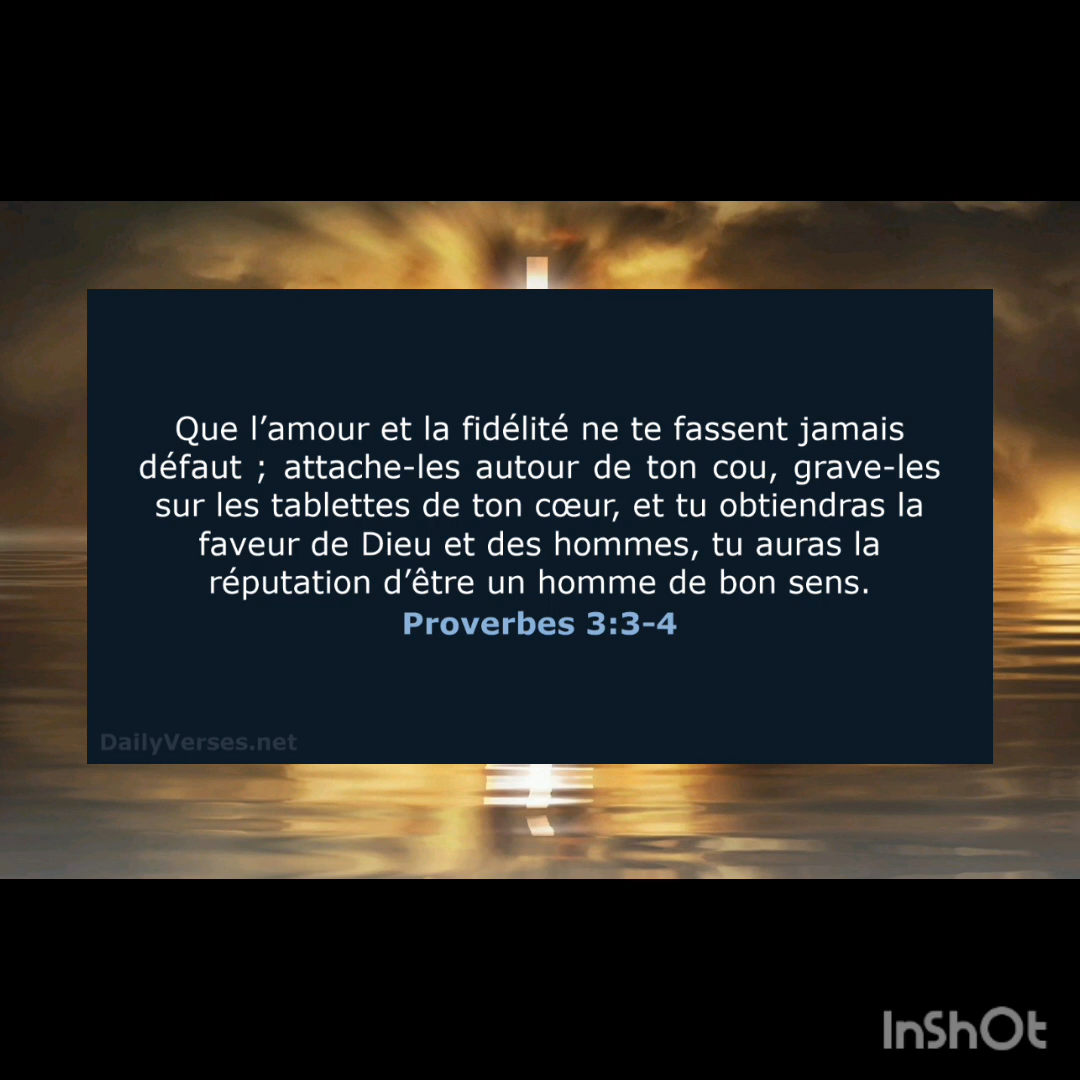 Que l’amour et la fidélité ne te fassent jamais
défaut ; attache-les autour de ton cou, grave-les
sur les tablettes de ton cœur, et tu obtiendras la
faveur de Dieu et des hommes, tu auras la
réputation d’être un homme de bon sens.
Proverbes 3:3-4
DailyVerses.net
InShOt